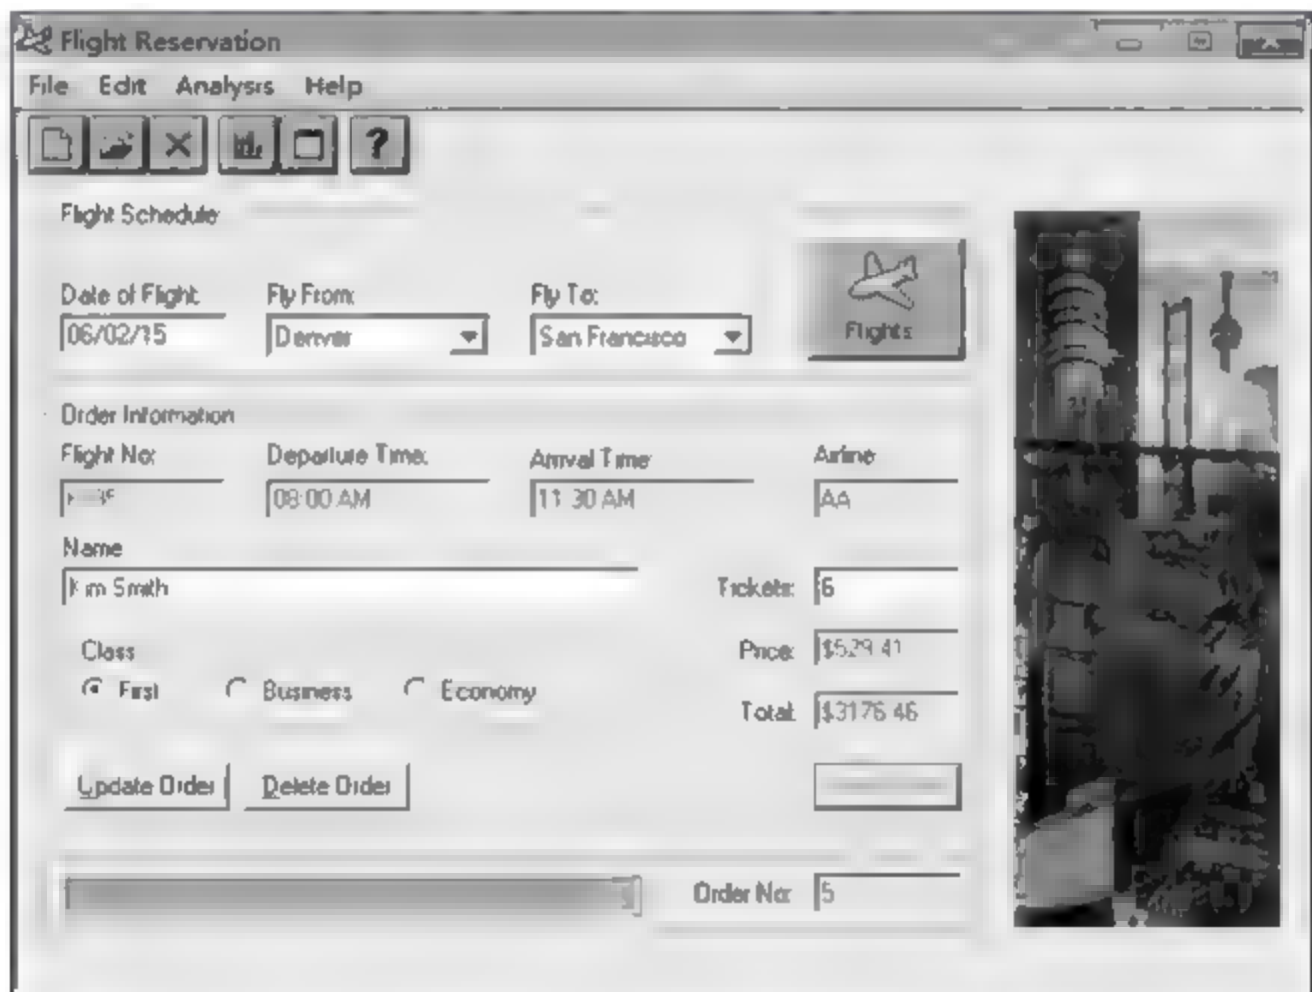 Flight Reservation
File Edit Analysis Help
?
Flight Schedule
Date of Flight: Fly From: Fly To:
06/02/15 Denver San Francisco Flights
Order Information
Flight No: Departure Time: Arrival Time Airline
08:00 AM 11:30 AM AA
Name
Kim Smith
Tickets: 6
Class
Price: $529.41
First Business Economy
Total: $3176.46
Update Order Delete Order
Order No: 5